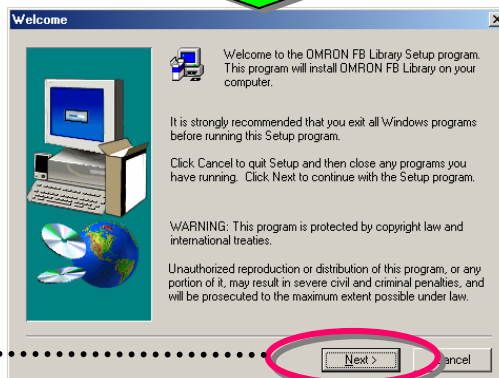 Welcome
Welcome to the OMRON FB Library Setup program.
This program will install OMRON FB Library on your
computer.
It is strongly recommended that you exit all Windows programs
before running this Setup program.
Click Cancel to quit Setup and then close any programs you
have running. Click Next to continue with the Setup program.
WARNING: This program is protected by copyright law and
international treaties.
Unauthorized reproduction or distribution of this program, or any
portion of it, may result in severe civil and criminal penalties, and
will be prosecuted to the maximum extent possible under law.
Next >
ancel